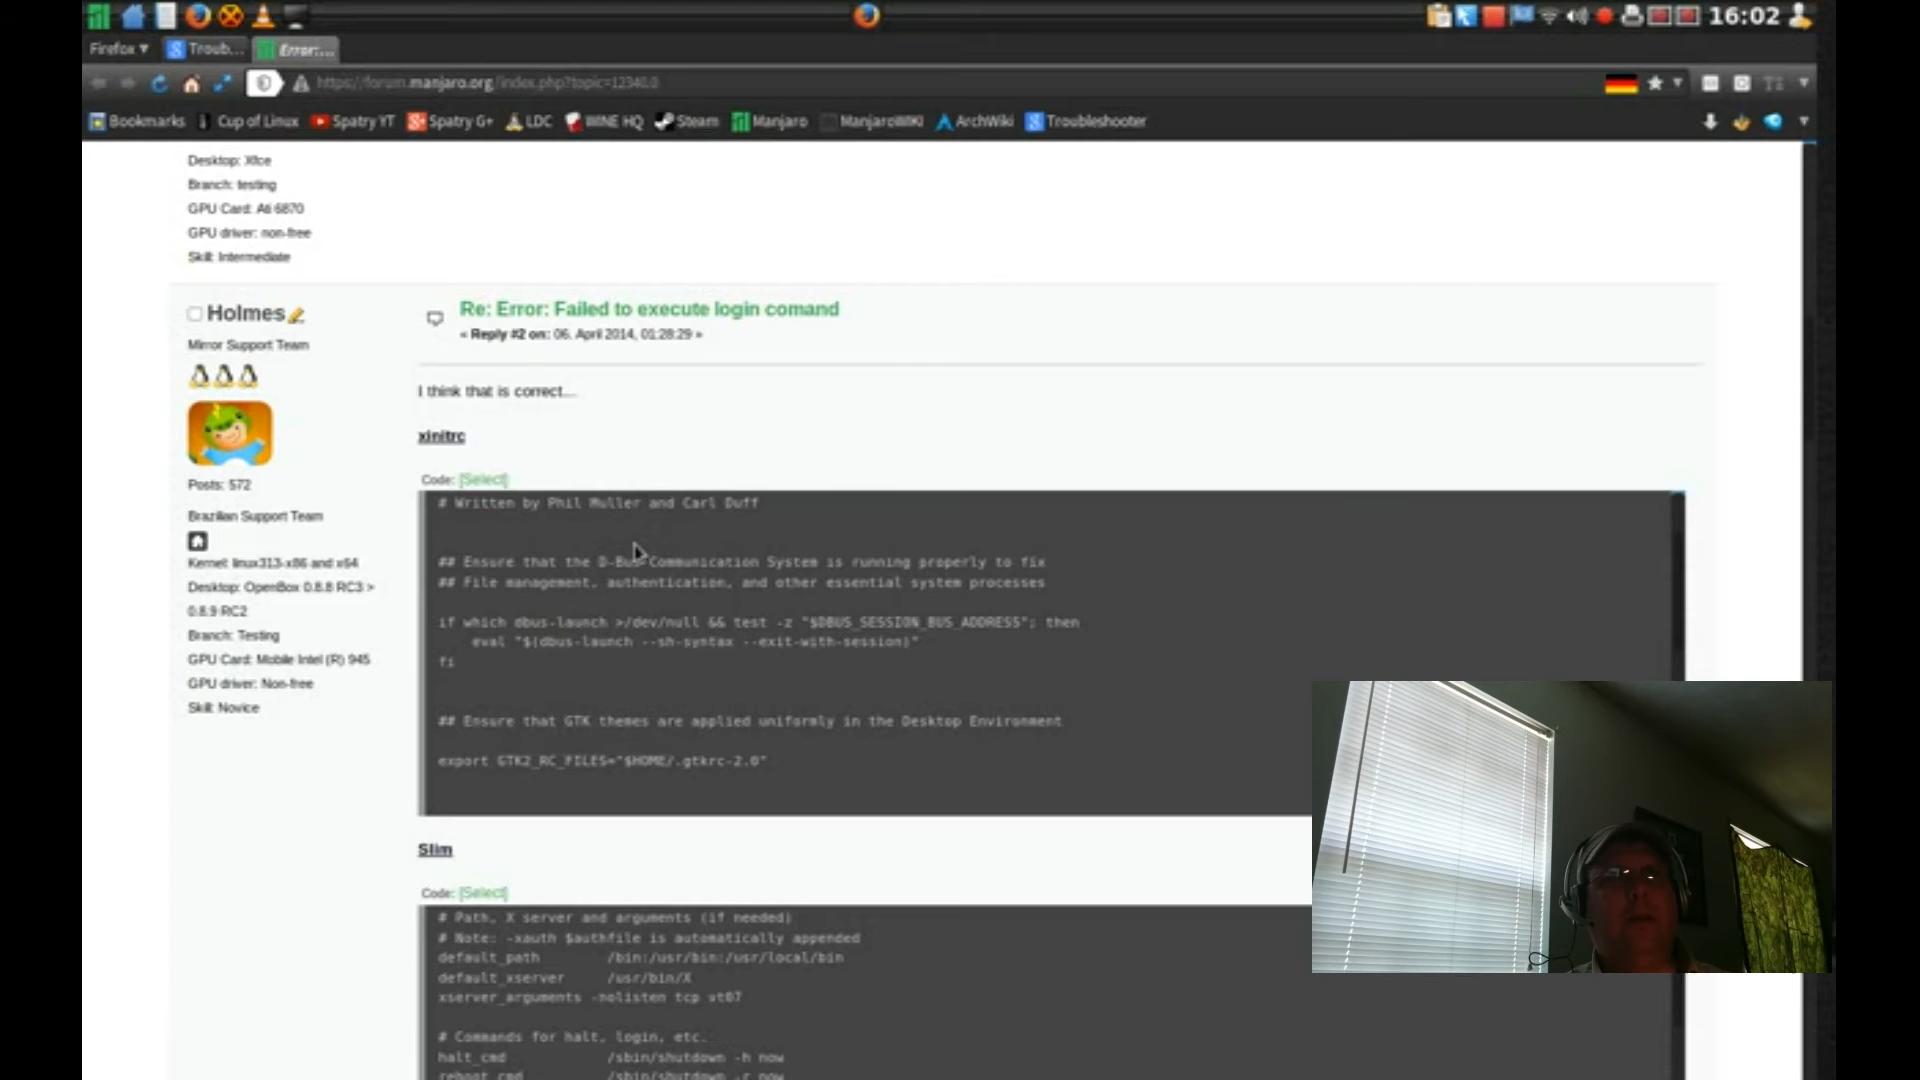 16:02
Firefox
Troub...
Error:...
https://forum.manjaro.org/index.php?topic=12340.0
Bookmarks
Cup of Linux
Spatry YT
Spatry G+
LDC
WINE HQ
Steam
Manjaro
ManjaroWIKI
ArchWiki
Troubleshooter
Desktop: Xfce
Branch: testing
GPU Card: Ati 6870
GPU driver: non-free
Skill: Intermediate
Holmes
Mirror Support Team
Posts: 572
Brazilian Support Team
Kernel: linux313-x86 and x64
Desktop: OpenBox 0.8.8 RC3 >
0.8.9 RC2
Branch: Testing
GPU Card: Mobile Intel (R) 945
GPU driver: Non-free
Skill: Novice
Re: Error: Failed to execute login comand
« Reply #2 on: 06. April 2014, 01:28:29 »
I think that is correct...
xinitrc
Code: [Select]
# Written by Phil Muller and Carl Duff
## Ensure that the D-Bus Communication System is running properly to fix
## File management, authentication, and other essential system processes
if which dbus-launch >/dev/null && test -z "$DBUS_SESSION_BUS_ADDRESS"; then
eval "$(dbus-launch --sh-syntax --exit-with-session)"
fi
## Ensure that GTK themes are applied uniformly in the Desktop Environment
export GTK2_RC_FILES="$HOME/.gtkrc-2.0"
Slim
Code: [Select]
# Path, X server and arguments (if needed)
# Note: -xauth $authfile is automatically appended
default_path /bin:/usr/bin:/usr/local/bin
default_xserver /usr/bin/X
xserver_arguments -nolisten tcp vt07
# Commands for halt, login, etc.
halt_cmd /sbin/shutdown -h now
reboot_cmd /sbin/shutdown -r now